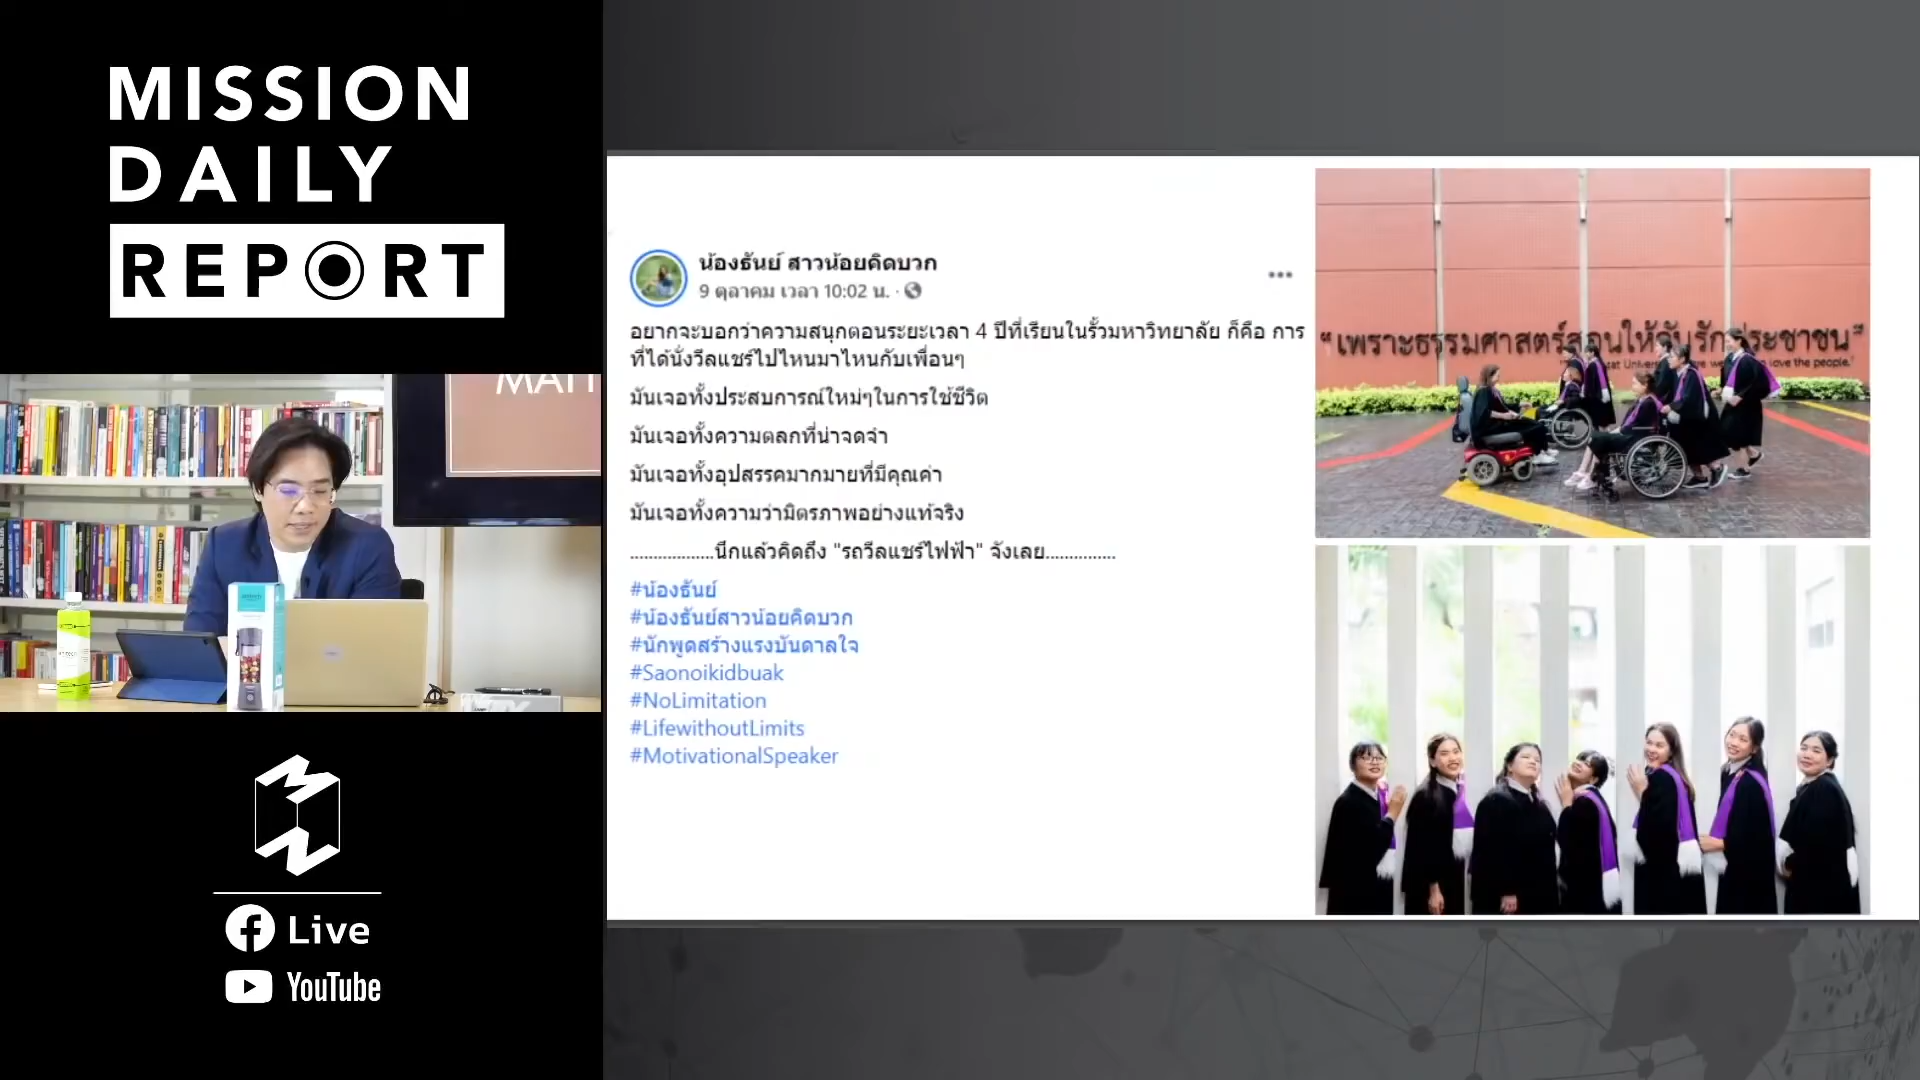 MISSION
DAILY
REPORT
MAT
Live
YouTube
น้องธันย์ สาวน้อยคิดบวก
9 ตุลาคม เวลา 10:02 น. ·
อยากจะบอกว่าความสนุกตอนระยะเวลา 4 ปีที่เรียนในรั้วมหาวิทยาลัย ก็คือ การ
ที่ได้นั่งวีลแชร์ไปไหนมาไหนกับเพื่อนๆ
มันเจอทั้งประสบการณ์ใหม่ๆในการใช้ชีวิต
มันเจอทั้งความตลกที่น่าจดจำ
มันเจอทั้งอุปสรรคมากมายที่มีคุณค่า
มันเจอทั้งความว่ามิตรภาพอย่างแท้จริง
..................นึกแล้วคิดถึง "รถวีลแชร์ไฟฟ้า" จังเลย...............
#น้องธันย์
#น้องธันย์สาวน้อยคิดบวก
#นักพูดสร้างแรงบันดาลใจ
#Saonoikidbuak
#NoLimitation
#LifewithoutLimits
#MotivationalSpeaker
“เพราะธรรมศาสตร์สอนให้ฉันรักประชาชน”
love the people.